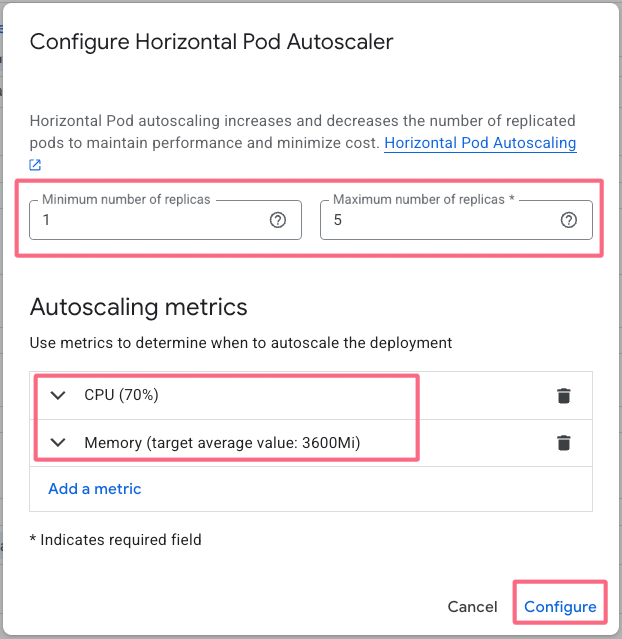 Configure Horizontal Pod Autoscaler
Horizontal Pod autoscaling increases and decreases the number of replicated
pods to maintain performance and minimize cost. Horizontal Pod Autoscaling
Minimum number of replicas
1
Maximum number of replicas *
5
Autoscaling metrics
Use metrics to determine when to autoscale the deployment
CPU (70%)
Memory (target average value: 3600Mi)
Add a metric
* Indicates required field
Cancel
Configure